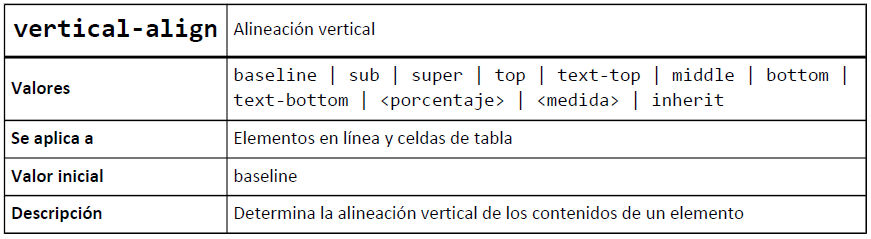 vertical-align Alineación vertical
Valores baseline | sub | super | top | text-top | middle | bottom |
text-bottom | <porcentaje> | <medida> | inherit
Se aplica a Elementos en línea y celdas de tabla
Valor inicial baseline
Descripción Determina la alineación vertical de los contenidos de un elemento